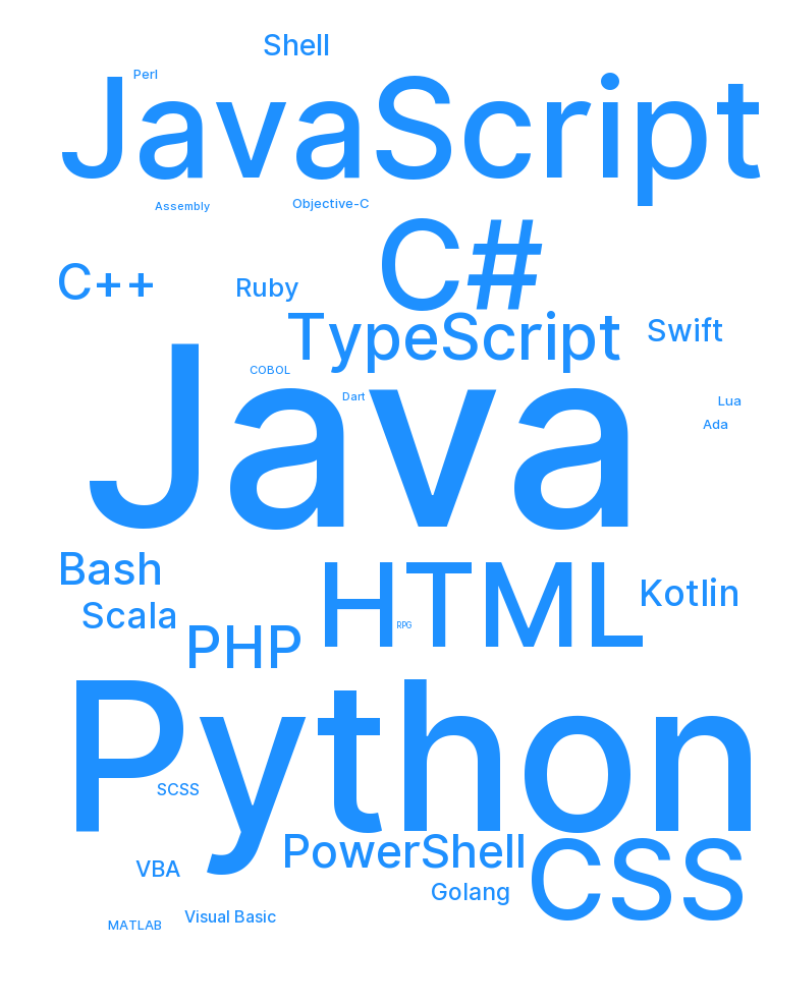 Shell
Perl
JavaScript
Assembly
Objective-C
C#
C++
Ruby
TypeScript
Swift
COBOL
Java
Dart
Lua
Ada
Bash
HTML
Kotlin
Scala
RPG
PHP
Python
SCSS
PowerShell
CSS
VBA
Golang
Visual Basic
MATLAB